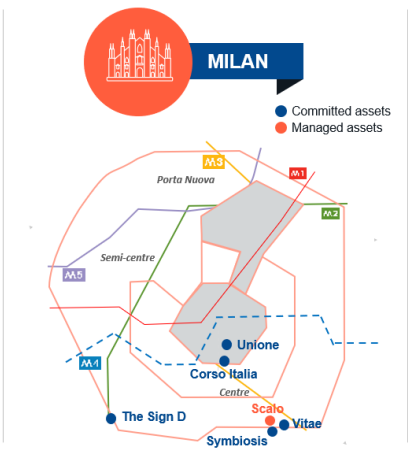 MILAN
Committed assets
Managed assets
M3
Porta Nuova
M1
M2
Semi-centre
M5
Unione
M4
Corso Italia
Centre
Scalo
The Sign D
Vitae
Symbiosis